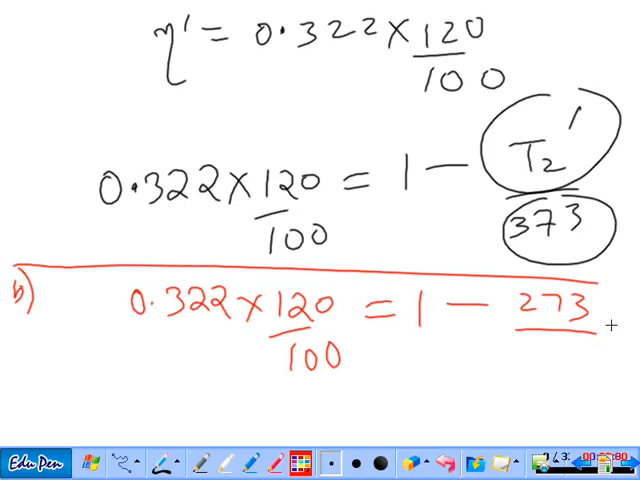 η' = 0.322 × 120/100
0.322 × 120/100 = 1 − T₂'/373
b) 0.322 × 120/100 = 1 − 273
Edu Pen